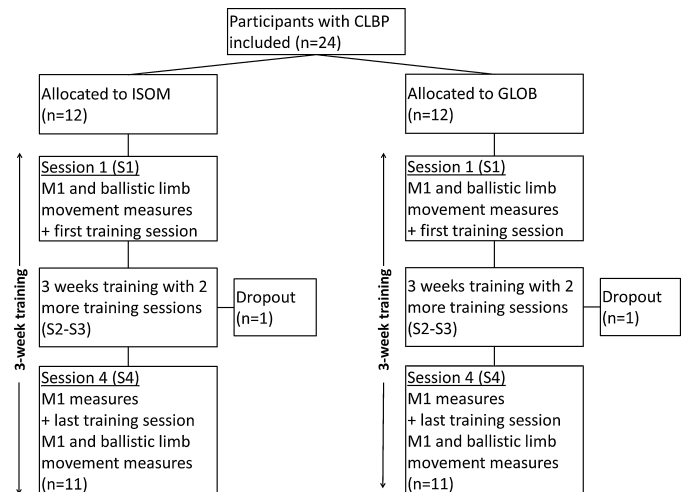 Participants with CLBP
included (n=24)
Allocated to ISOM
(n=12)
Allocated to GLOB
(n=12)
3-week training
Session 1 (S1)
M1 and ballistic limb
movement measures
+ first training session
3 weeks training with 2
more training sessions
(S2-S3)
Dropout
(n=1)
Session 4 (S4)
M1 measures
+ last training session
M1 and ballistic limb
movement measures
(n=11)
3-week training
Session 1 (S1)
M1 and ballistic limb
movement measures
+ first training session
3 weeks training with 2
more training sessions
(S2-S3)
Dropout
(n=1)
Session 4 (S4)
M1 measures
+ last training session
M1 and ballistic limb
movement measures
(n=11)